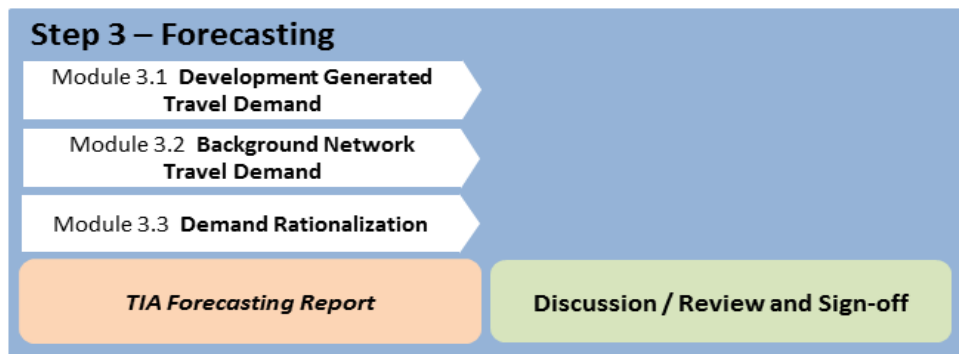 Step 3 – Forecasting
Module 3.1 Development Generated
Travel Demand
Module 3.2 Background Network
Travel Demand
Module 3.3 Demand Rationalization
TIA Forecasting Report
Discussion / Review and Sign-off